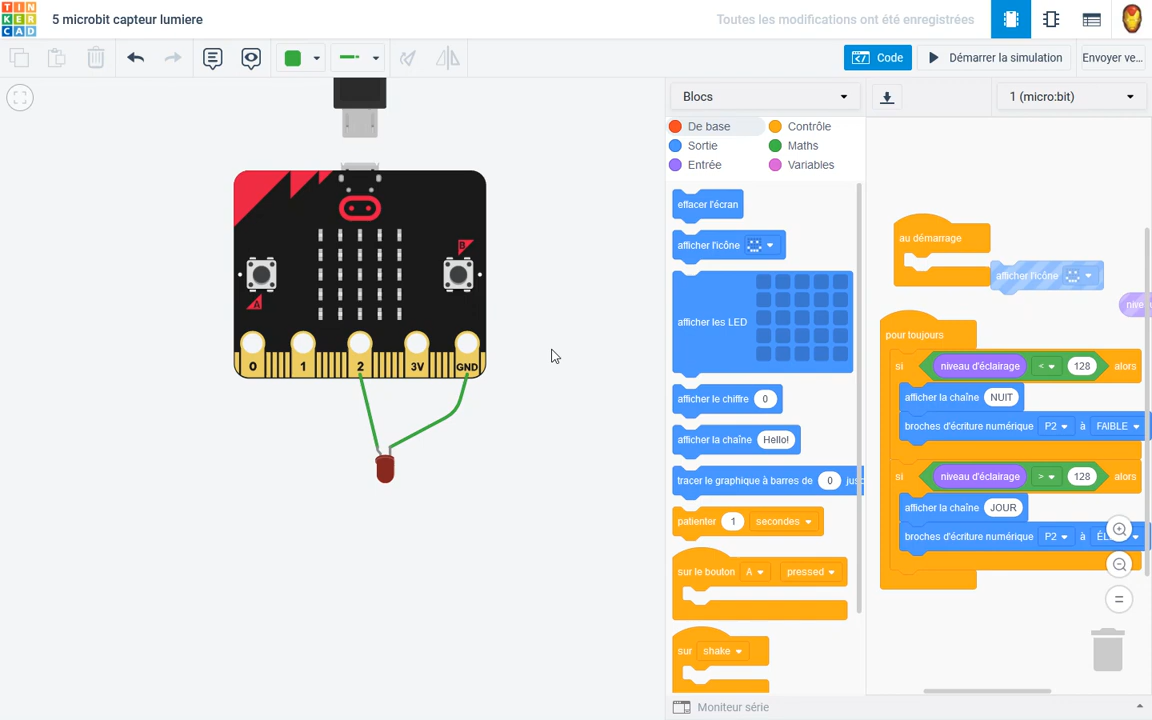 TIN
KER
CAD
5 microbit capteur lumiere
Toutes les modifications ont été enregistrées
Code
Démarrer la simulation
Envoyer ve...
Blocs
1 (micro:bit)
De base
Contrôle
Sortie
Maths
Entrée
Variables
effacer l'écran
afficher l'icône
afficher les LED
afficher le chiffre 0
afficher la chaîne Hello!
tracer le graphique à barres de 0
patienter 1 secondes
sur le bouton A pressed
sur shake
au démarrage
afficher l'icône
pour toujours
si niveau d'éclairage < 128 alors
afficher la chaîne NUIT
broches d'écriture numérique P2 à FAIBLE
si niveau d'éclairage > 128 alors
afficher la chaîne JOUR
broches d'écriture numérique P2 à
B
A
0 1 2 3V GND
Moniteur série